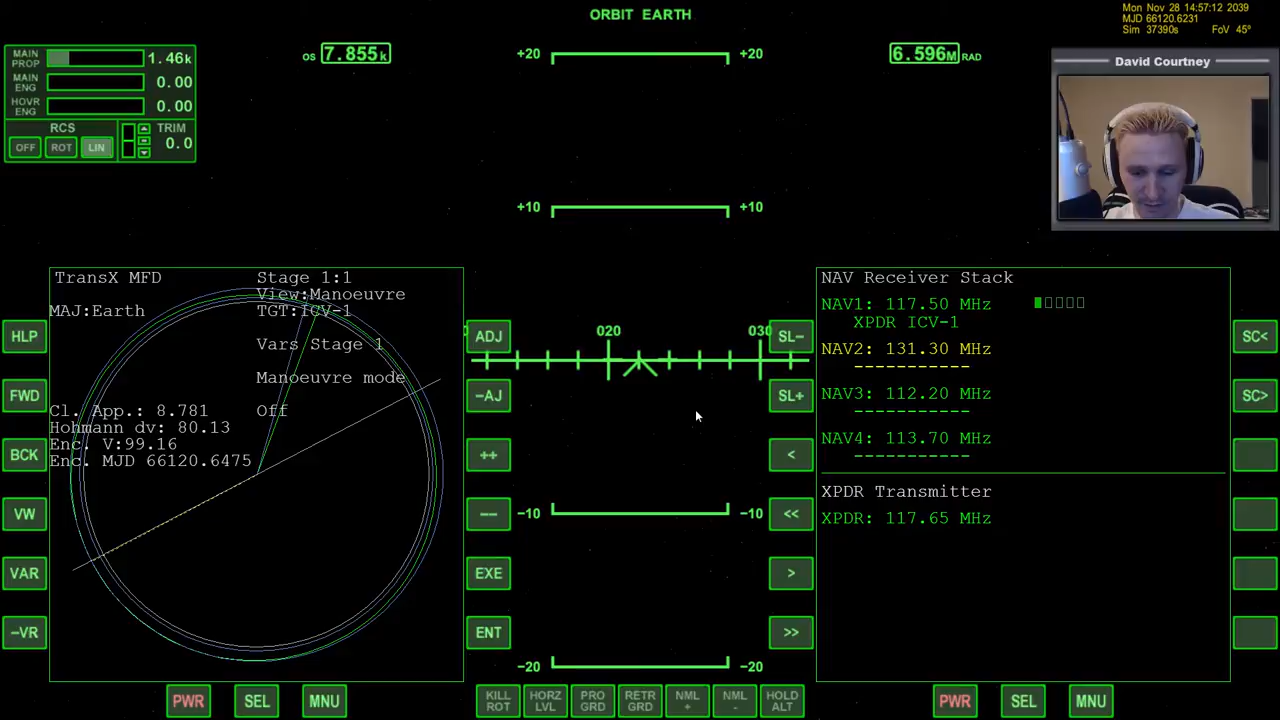 ORBIT EARTH
Mon Nov 28 14:57:12 2039
MJD 66120.6231
Sim 37390s FoV 45°
David Courtney
MAIN PROP 1.46k
MAIN ENG 0.00
HOVR ENG 0.00
RCS TRIM
OFF ROT LIN 0.0
OS 7.855k
6.596M RAD
+20 +20
+10 +10
020 030
-10 -10
-20 -20
TransX MFD Stage 1:1
View:Manoeuvre
MAJ:Earth TGT:ICV-1
Vars Stage 1
Manoeuvre mode
Cl. App.: 8.781 Off
Hohmann dv: 80.13
Enc. V:99.16
Enc. MJD 66120.6475
HLP
FWD
BCK
VW
VAR
-VR
ADJ
-AJ
++
--
EXE
ENT
PWR SEL MNU
KILL ROT
HORZ LVL
PRO GRD
RETR GRD
NML +
NML -
HOLD ALT
SL-
SL+
<
<<
>
>>
NAV Receiver Stack
NAV1: 117.50 MHz
XPDR ICV-1
NAV2: 131.30 MHz
-----------
NAV3: 112.20 MHz
-----------
NAV4: 113.70 MHz
-----------
XPDR Transmitter
XPDR: 117.65 MHz
SC<
SC>
PWR SEL MNU